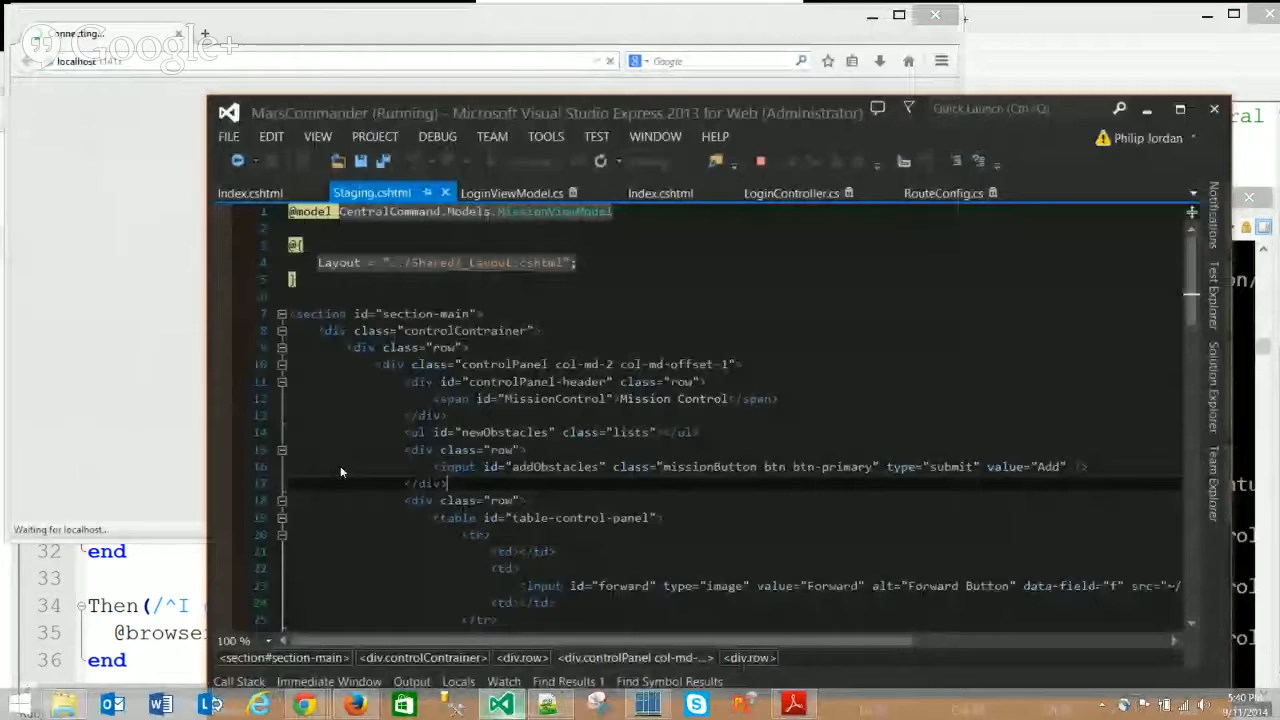 Connecting...
Google+
localhost
Google
MarsCommander (Running) - Microsoft Visual Studio Express 2013 for Web (Administrator)
Quick Launch (Ctrl+Q)
FILE EDIT VIEW PROJECT DEBUG TEAM TOOLS TEST WINDOW HELP
Philip Jordan
Index.cshtml Staging.cshtml LoginViewModel.cs Index.cshtml LoginController.cs RouteConfig.cs
1 @model CentralCommand.Models.MissionViewModel
2
3 @{
4 Layout = "../Shared/_Layout.cshtml";
5 }
6
7 <section id="section-main">
8 <div class="controlContrainer">
9 <div class="row">
10 <div class="controlPanel col-md-2 col-md-offset-1">
11 <div id="controlPanel-header" class="row">
12 <span id="MissionControl">Mission Control</span>
13 </div>
14 <ul id="newObstacles" class="lists"></ul>
15 <div class="row">
16 <input id="addObstacles" class="missionButton btn btn-primary" type="submit" value="Add" />
17 </div>
18 <div class="row">
19 <table id="table-control-panel">
20 <tr>
21 <td></td>
22 <td>
23 <input id="forward" type="image" value="Forward" alt="Forward Button" data-field="f" src="~/
24 <td></td>
25 </tr>
100 %
<section#section-main> <div.controlContrainer> <div.row> <div.controlPanel col-md-...> <div.row>
Call Stack Immediate Window Output Locals Watch Find Results 1 Find Symbol Results
Notifications
Test Explorer
Solution Explorer
Team Explorer
Waiting for localhost...
32 end
33
34 Then(/^I
35 @browser
36 end
5:40 PM
9/11/2014